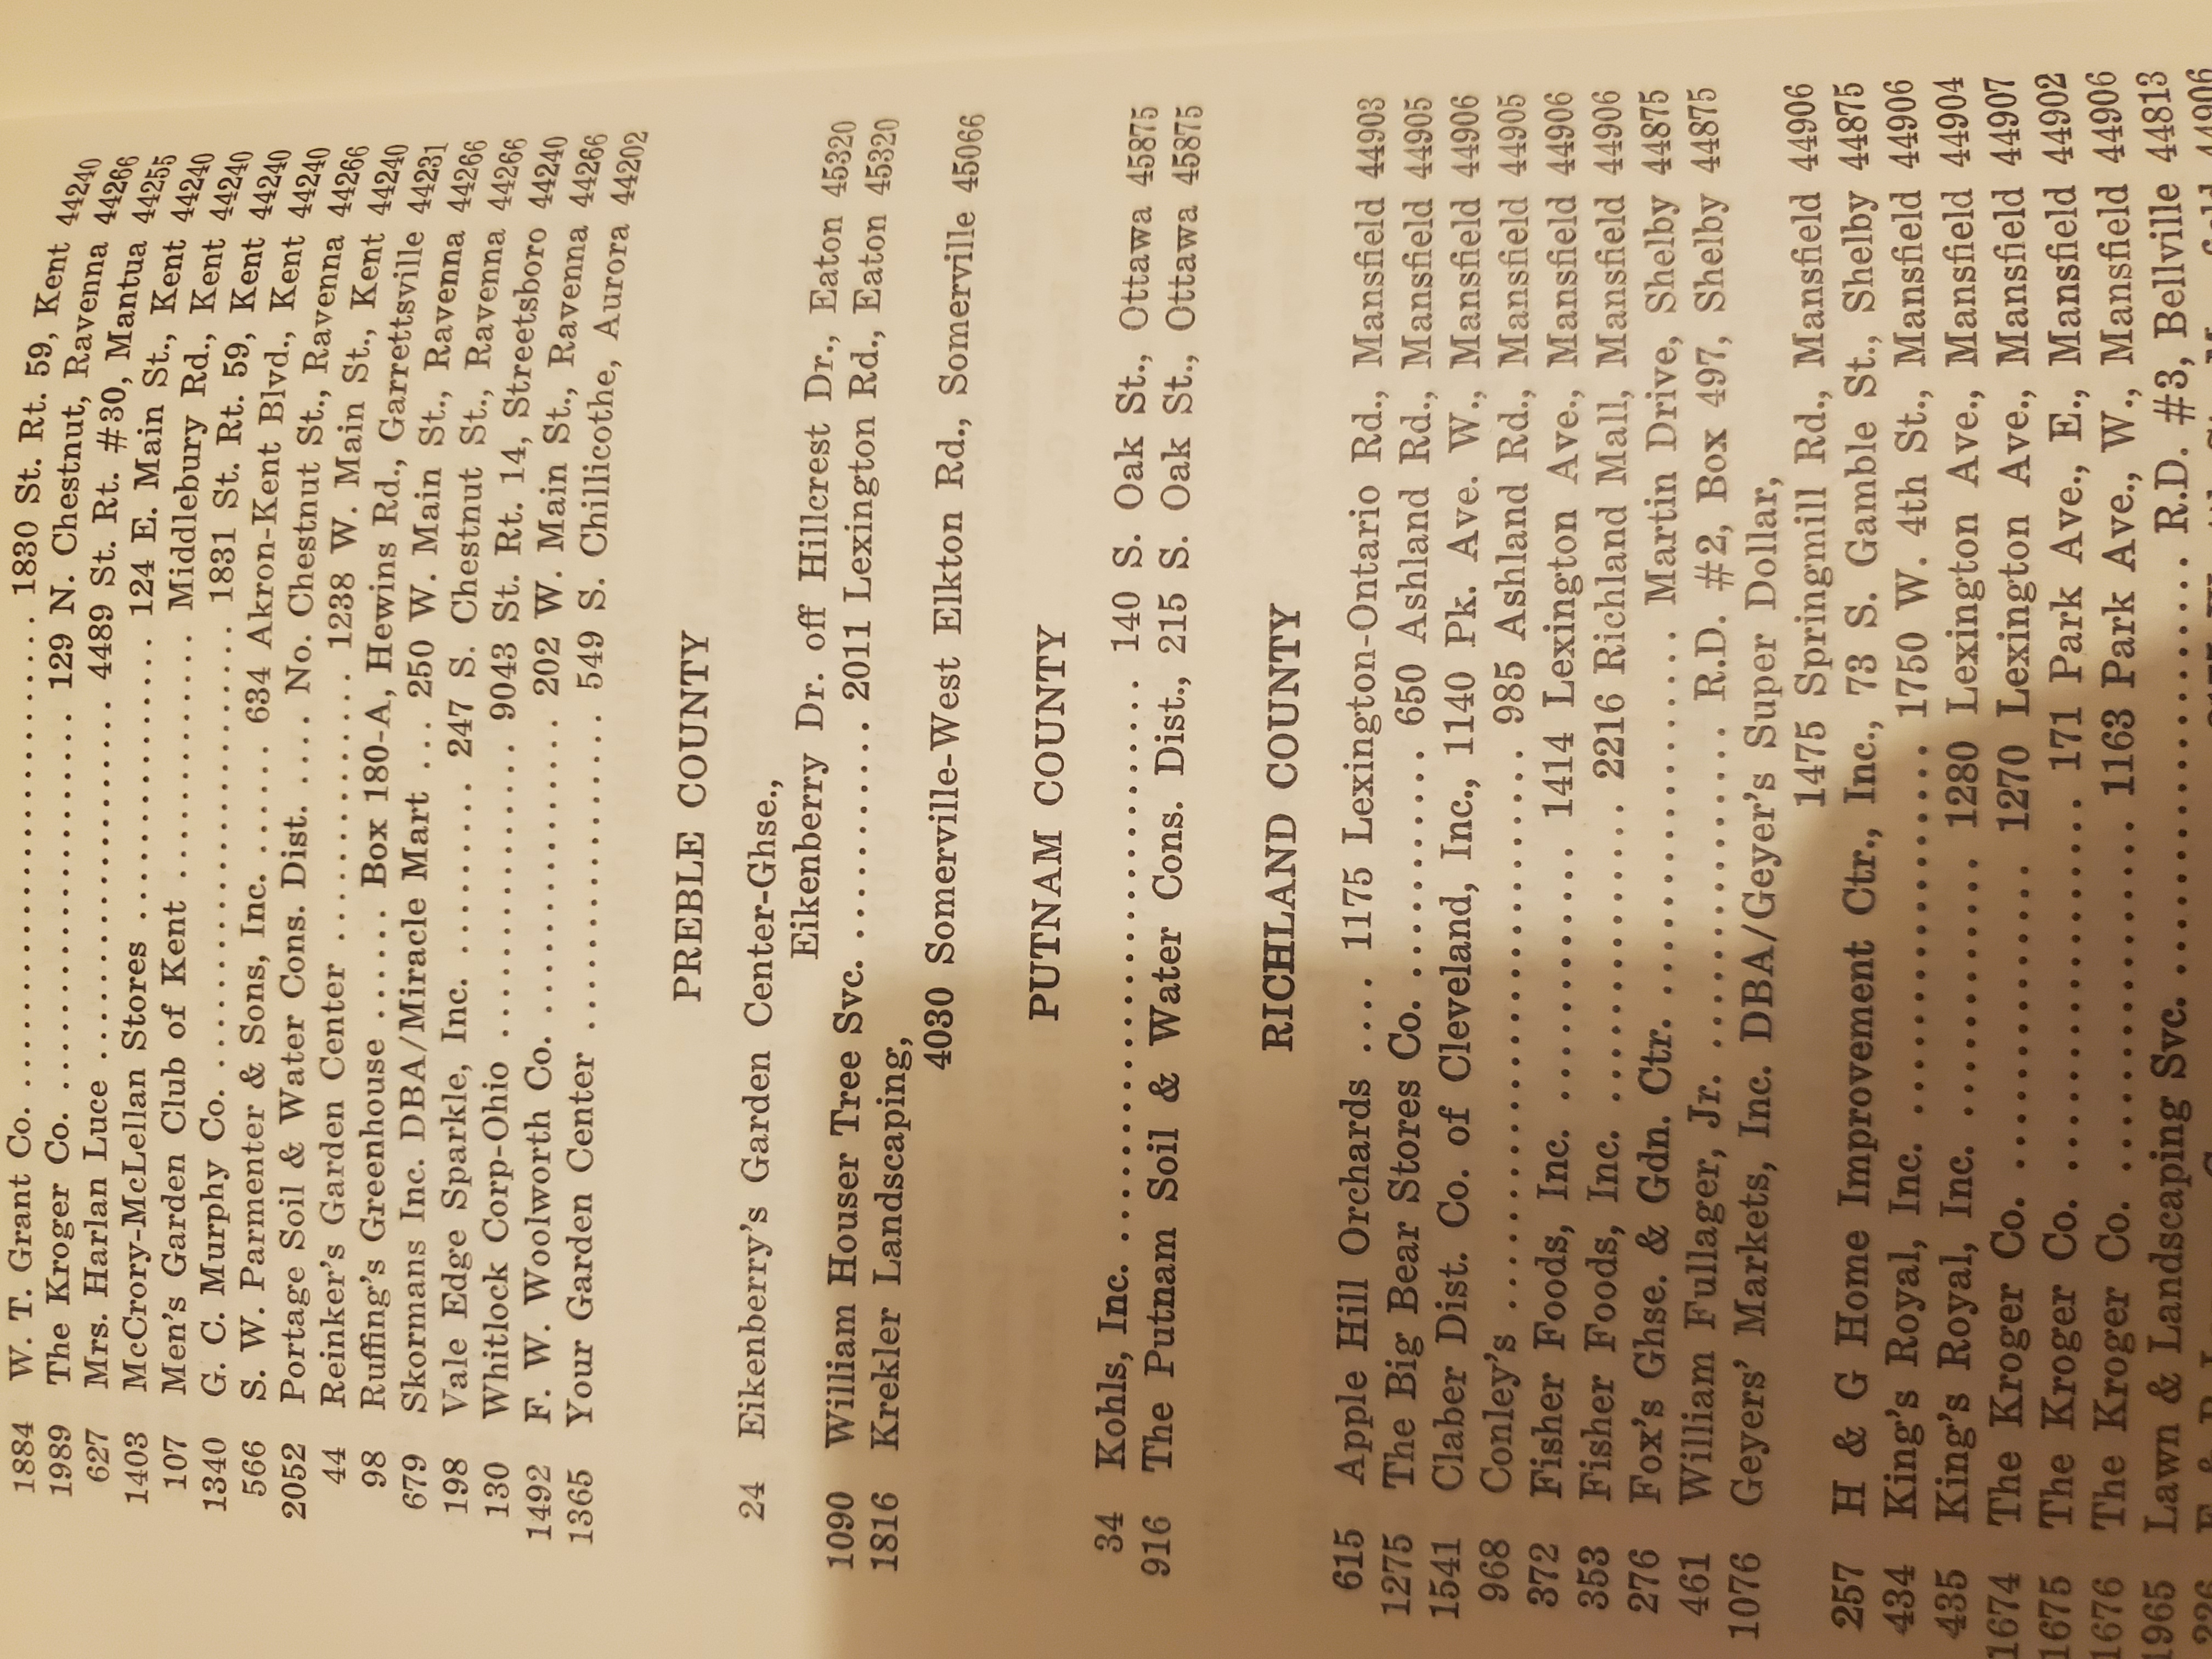 1884 W. T. Grant Co. .................... 1830 St. Rt. 59, Kent 44240
1989 The Kroger Co. .................... 129 N. Chestnut, Ravenna 44266
627 Mrs. Harlan Luce .................... 4489 St. Rt. #30, Mantua 44255
1403 McCrory-McLellan Stores .............. 124 E. Main St., Kent 44240
107 Men's Garden Club of Kent .............. Middlebury Rd., Kent 44240
1340 G. C. Murphy Co. .................... 1831 St. Rt. 59, Kent 44240
566 S. W. Parmenter & Sons, Inc. ...... 634 Akron-Kent Blvd., Kent 44240
2052 Portage Soil & Water Cons. Dist. .... No. Chestnut St., Ravenna 44266
44 Reinker's Garden Center .............. 1238 W. Main St., Kent 44240
98 Ruffing's Greenhouse ...... Box 180-A, Hewins Rd., Garrettsville 44231
679 Skormans Inc. DBA/Miracle Mart ... 250 W. Main St., Ravenna 44266
198 Vale Edge Sparkle, Inc. .......... 247 S. Chestnut St., Ravenna 44266
130 Whitlock Corp-Ohio .............. 9043 St. Rt. 14, Streetsboro 44240
1492 F. W. Woolworth Co. .............. 202 W. Main St., Ravenna 44266
1365 Your Garden Center .............. 549 S. Chillicothe, Aurora 44202
PREBLE COUNTY
24 Eikenberry's Garden Center-Ghse.,
Eikenberry Dr. off Hillcrest Dr., Eaton 45320
1090 William Houser Tree Svc. ............ 2011 Lexington Rd., Eaton 45320
1816 Krekler Landscaping,
4030 Somerville-West Elkton Rd., Somerville 45066
PUTNAM COUNTY
34 Kohls, Inc. .......................... 140 S. Oak St., Ottawa 45875
916 The Putnam Soil & Water Cons. Dist., 215 S. Oak St., Ottawa 45875
RICHLAND COUNTY
615 Apple Hill Orchards .... 1175 Lexington-Ontario Rd., Mansfield 44903
1275 The Big Bear Stores Co. ............ 650 Ashland Rd., Mansfield 44905
1541 Claber Dist. Co. of Cleveland, Inc., 1140 Pk. Ave. W., Mansfield 44906
968 Conley's .......................... 985 Ashland Rd., Mansfield 44905
372 Fisher Foods, Inc. .............. 1414 Lexington Ave., Mansfield 44906
353 Fisher Foods, Inc. .............. 2216 Richland Mall, Mansfield 44906
276 Fox's Ghse. & Gdn. Ctr. ................ Martin Drive, Shelby 44875
461 William Fullager, Jr. .............. R.D. #2, Box 497, Shelby 44875
1076 Geyers' Markets, Inc. DBA/Geyer's Super Dollar,
1475 Springmill Rd., Mansfield 44906
257 H & G Home Improvement Ctr., Inc., 73 S. Gamble St., Shelby 44875
434 King's Royal, Inc. ................ 1750 W. 4th St., Mansfield 44906
435 King's Royal, Inc. .............. 1280 Lexington Ave., Mansfield 44904
1674 The Kroger Co. ................ 1270 Lexington Ave., Mansfield 44907
1675 The Kroger Co. ................ 171 Park Ave., E., Mansfield 44902
1676 The Kroger Co. ................ 1163 Park Ave., W., Mansfield 44906
1965 Lawn & Landscaping Svc. ................ R.D. #3, Bellville 44813